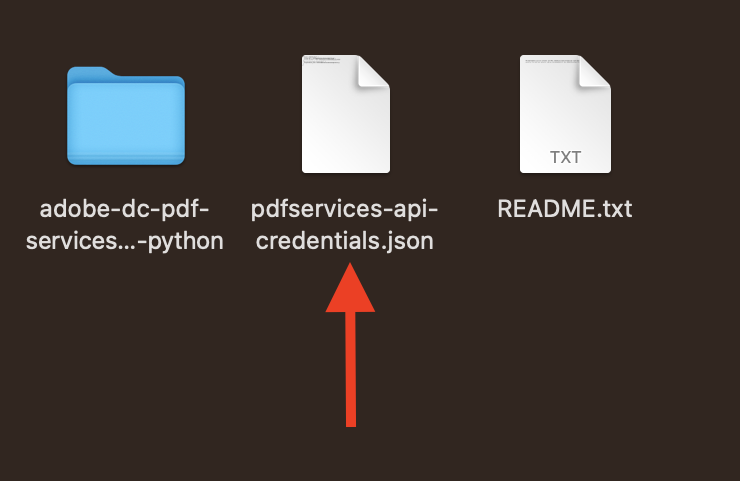 TXT
adobe-dc-pdf-
services...-python
pdfservices-api-
credentials.json
README.txt